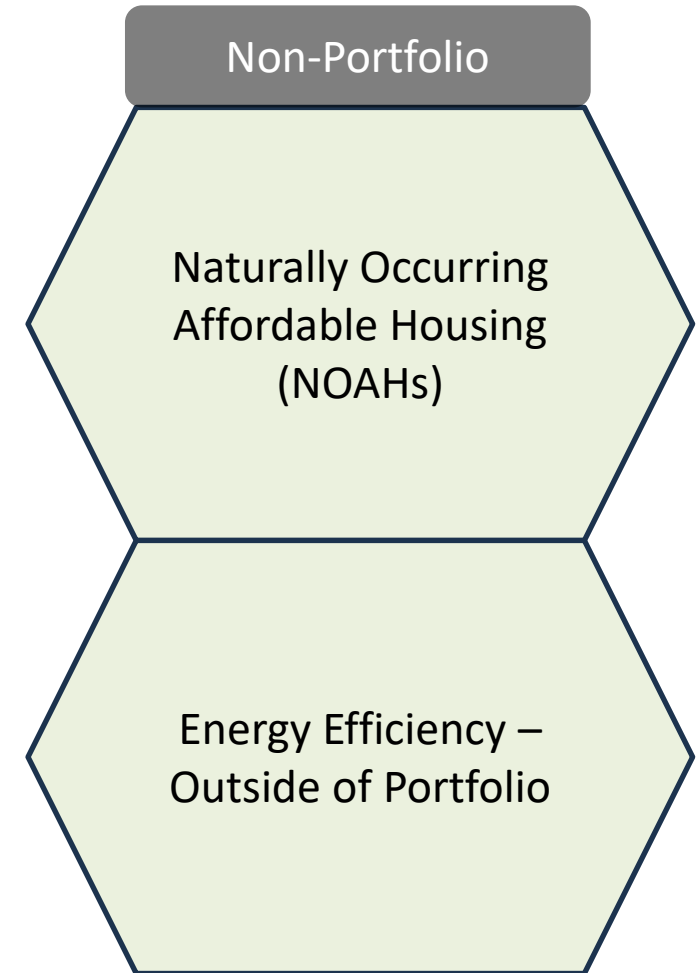 Non-Portfolio
Naturally Occurring
Affordable Housing
(NOAHs)
Energy Efficiency –
Outside of Portfolio